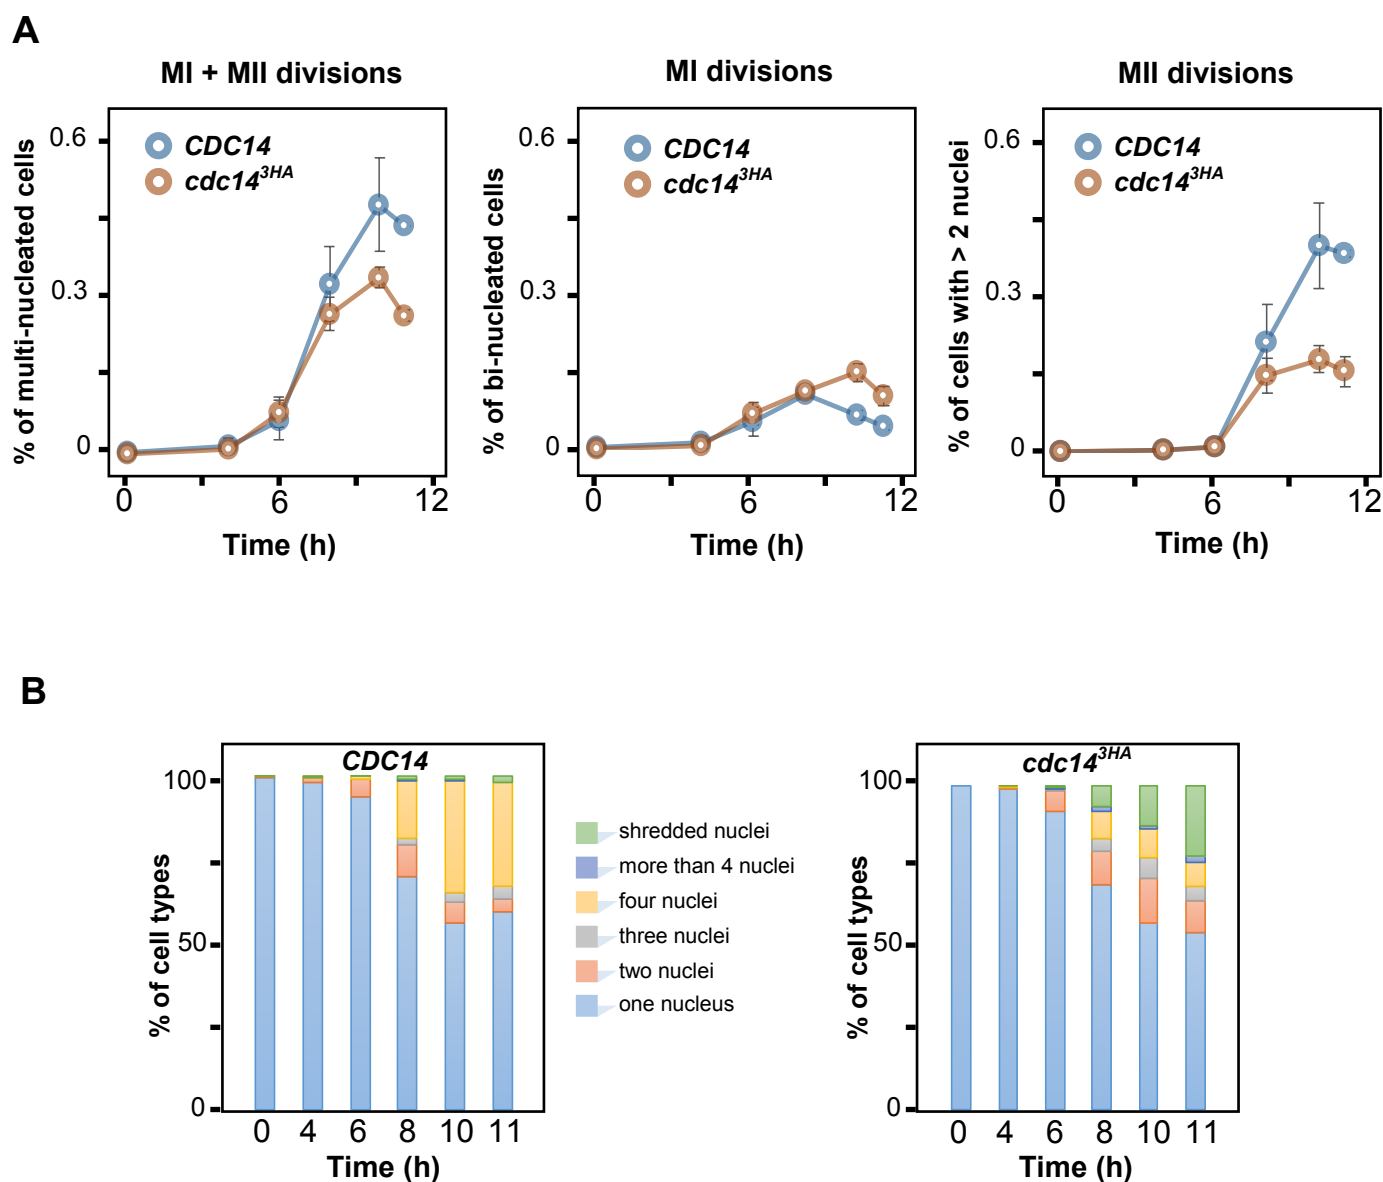 A
MI + MII divisions
% of multi-nucleated cells
0.6
0.3
0
CDC14
cdc14^3HA
0 6 12
Time (h)
MI divisions
% of bi-nucleated cells
0.6
0.3
0
CDC14
cdc14^3HA
0 6 12
Time (h)
MII divisions
% of cells with > 2 nuclei
0.6
0.3
0
CDC14
cdc14^3HA
0 6 12
Time (h)
B
CDC14
% of cell types
100
50
0
0 4 6 8 10 11
Time (h)
shredded nuclei
more than 4 nuclei
four nuclei
three nuclei
two nuclei
one nucleus
cdc14^3HA
% of cell types
100
50
0
0 4 6 8 10 11
Time (h)